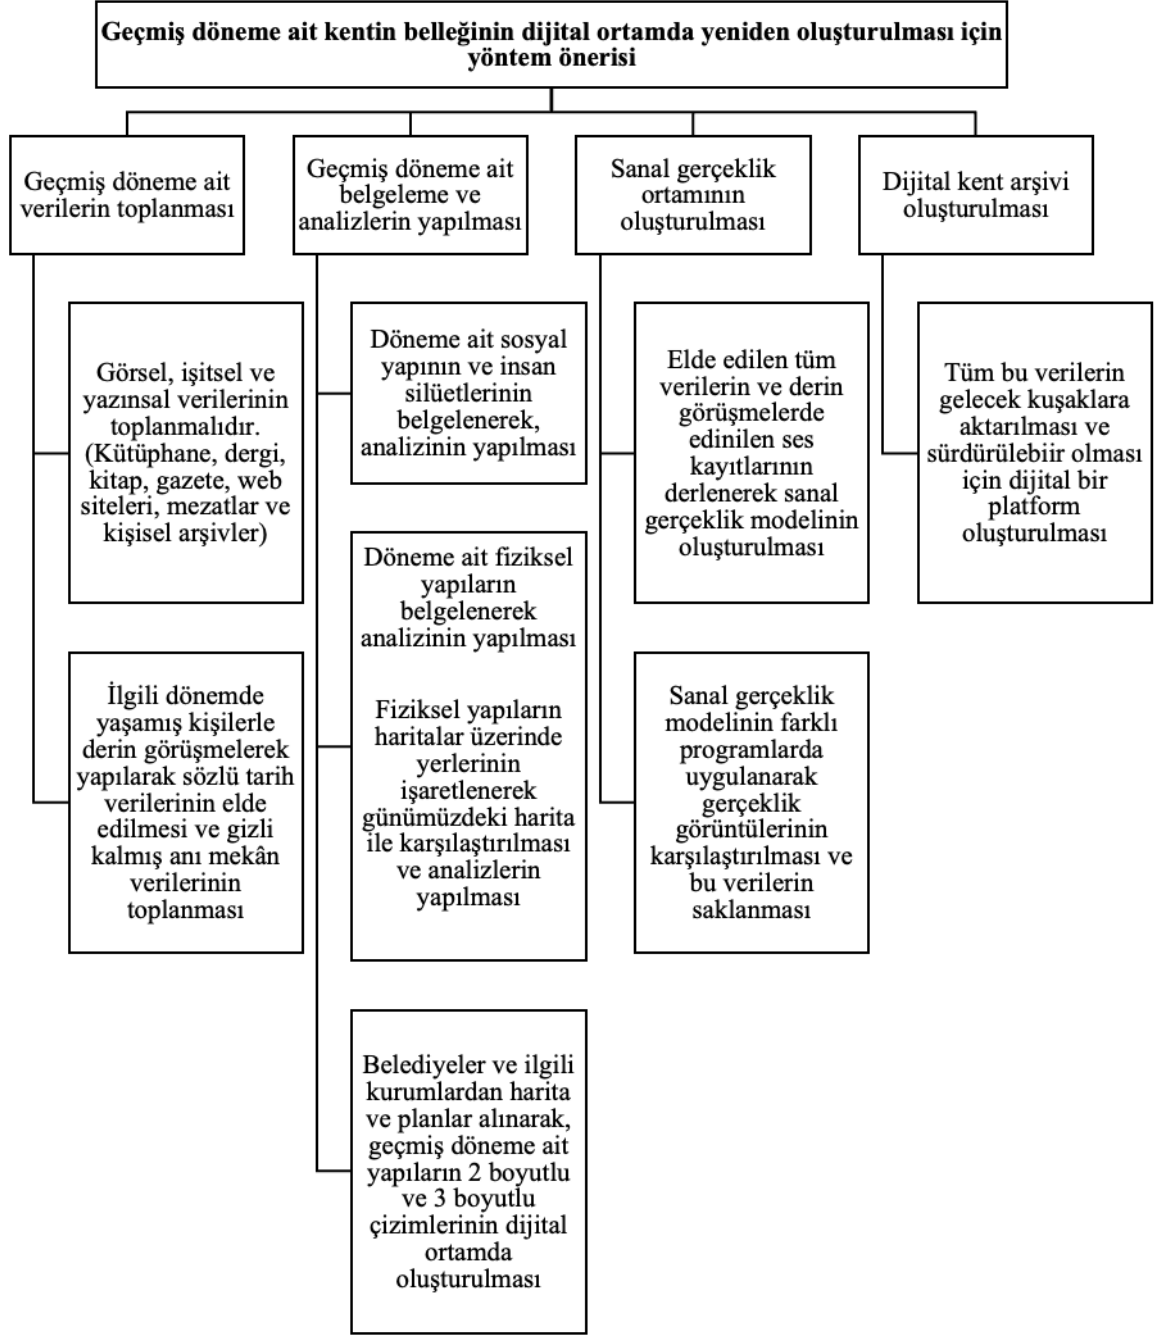 Geçmiş döneme ait kentin belleğinin dijital ortamda yeniden oluşturulması için
yöntem önerisi
Geçmiş döneme ait
verilerin toplanması
Görsel, işitsel ve
yazınsal verilerinin
toplanmalıdır.
(Kütüphane, dergi,
kitap, gazete, web
siteleri, mezatlar ve
kişisel arşivler)
İlgili dönemde
yaşamış kişilerle
derin görüşmelerek
yapılarak sözlü tarih
verilerinin elde
edilmesi ve gizli
kalmış anı mekân
verilerinin
toplanması
Geçmiş döneme ait
belgeleme ve
analizlerin yapılması
Döneme ait sosyal
yapının ve insan
silüetlerinin
belgelenerek,
analizinin yapılması
Döneme ait fiziksel
yapıların
belgelenerek
analizinin yapılması
Fiziksel yapıların
haritalar üzerinde
yerlerinin
işaretlenerek
günümüzdeki harita
ile karşılaştırılması
ve analizlerin
yapılması
Belediyeler ve ilgili
kurumlardan harita
ve planlar alınarak,
geçmiş döneme ait
yapıların 2 boyutlu
ve 3 boyutlu
çizimlerinin dijital
ortamda
oluşturulması
Sanal gerçeklik
ortamının
oluşturulması
Elde edilen tüm
verilerin ve derin
görüşmelerde
edinilen ses
kayıtlarının
derlenerek sanal
gerçeklik modelinin
oluşturulması
Sanal gerçeklik
modelinin farklı
programlarda
uygulanarak
gerçeklik
görüntülerinin
karşılaştırılması ve
bu verilerin
saklanması
Dijital kent arşivi
oluşturulması
Tüm bu verilerin
gelecek kuşaklara
aktarılması ve
sürdürülebiir olması
için dijital bir
platform
oluşturulması